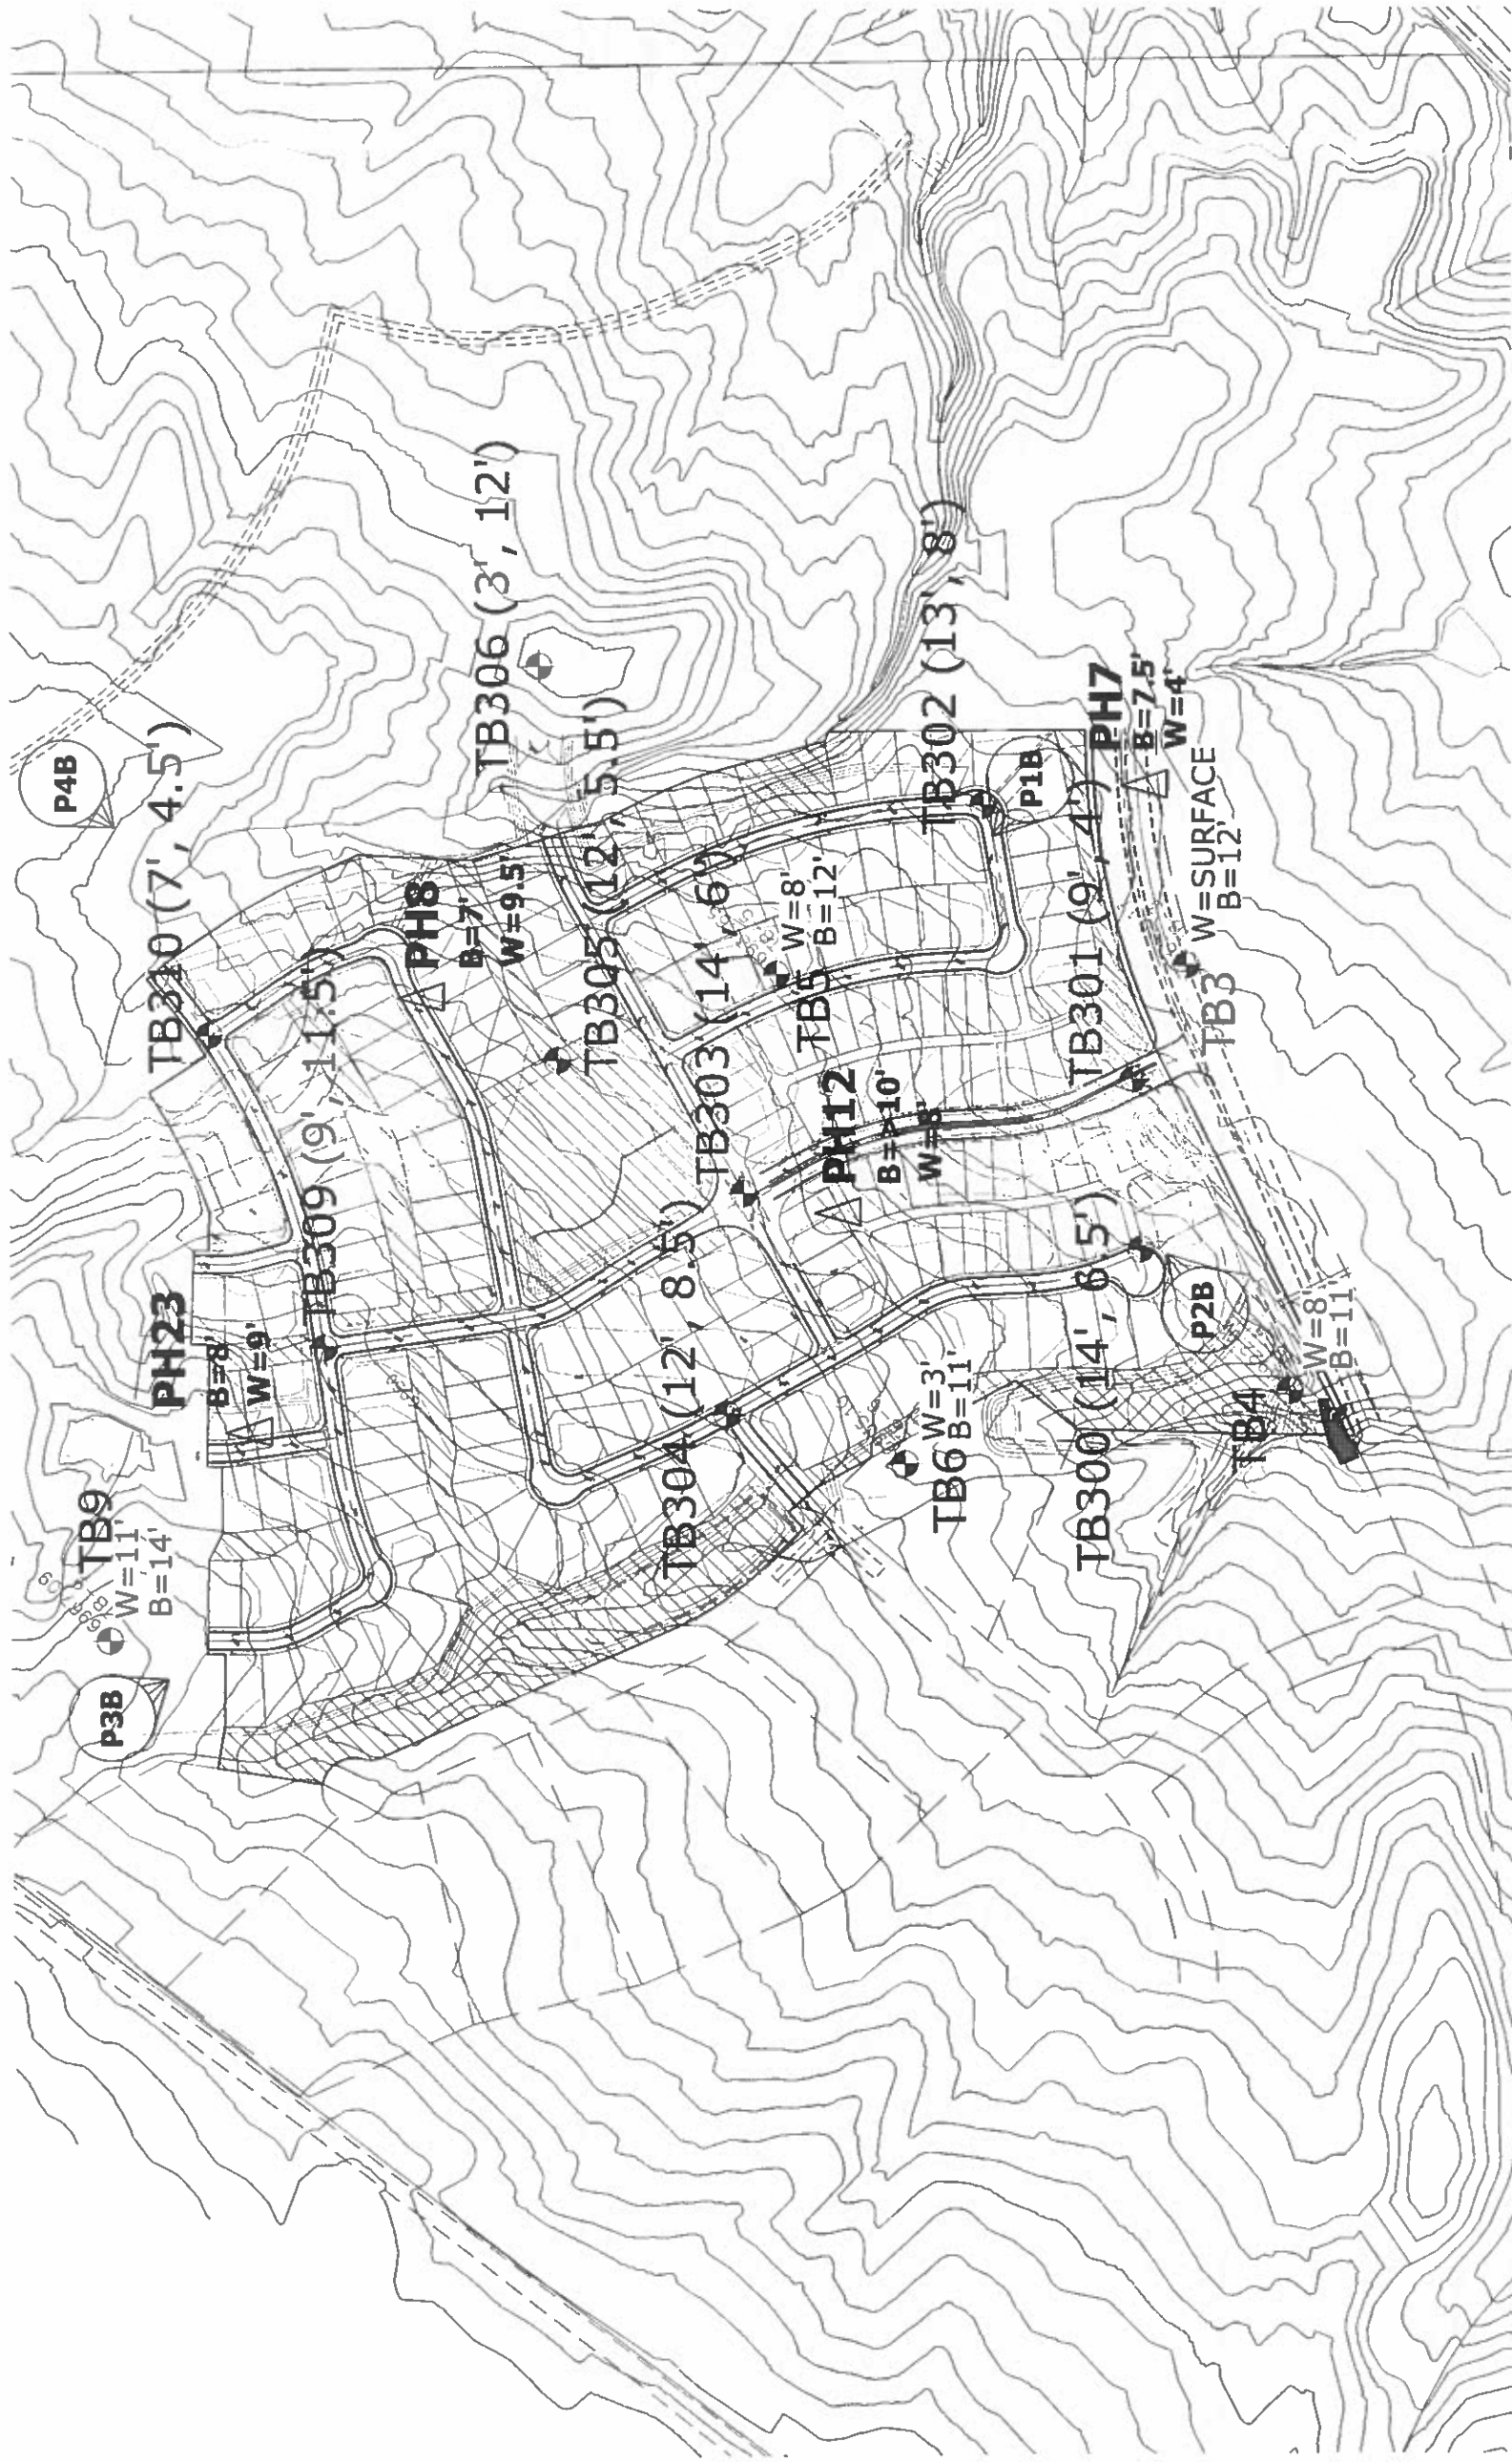 P4B
TB310 (7', 4.5')
TB306 (3', 12')
PH8
B=7'
W=9.5'
TB309 (9', 11.5')
TB305 (12', 5.5')
TB303 (14', 6')
W=8'
B=12'
TB5
TB302 (13', 8')
P1B
PH7
B=7.5'
W=4'
TB301 (9', 4')
W=SURFACE
B=12'
TB3
PH12
B=>10'
W=8'
PH23
B=8'
W=9'
TB304 (12', 8.5')
TB9
W=11'
B=14'
P3B
TB6
W=3'
B=11'
TB300 (14', 6.5')
P2B
TB4
W=8'
B=11'